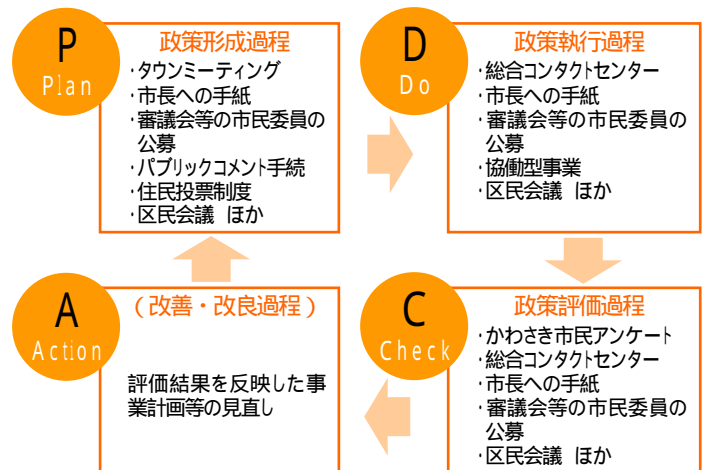 P
Plan
政策形成過程
・タウンミーティング
・市長への手紙
・審議会等の市民委員の
公募
・パブリックコメント手続
・住民投票制度
・区民会議 ほか
D
Do
政策執行過程
・総合コンタクトセンター
・市長への手紙
・審議会等の市民委員の
公募
・協働型事業
・区民会議 ほか
A
Action
（改善・改良過程）
評価結果を反映した事
業計画等の見直し
C
Check
政策評価過程
・かわさき市民アンケート
・総合コンタクトセンター
・市長への手紙
・審議会等の市民委員の
公募
・区民会議 ほか